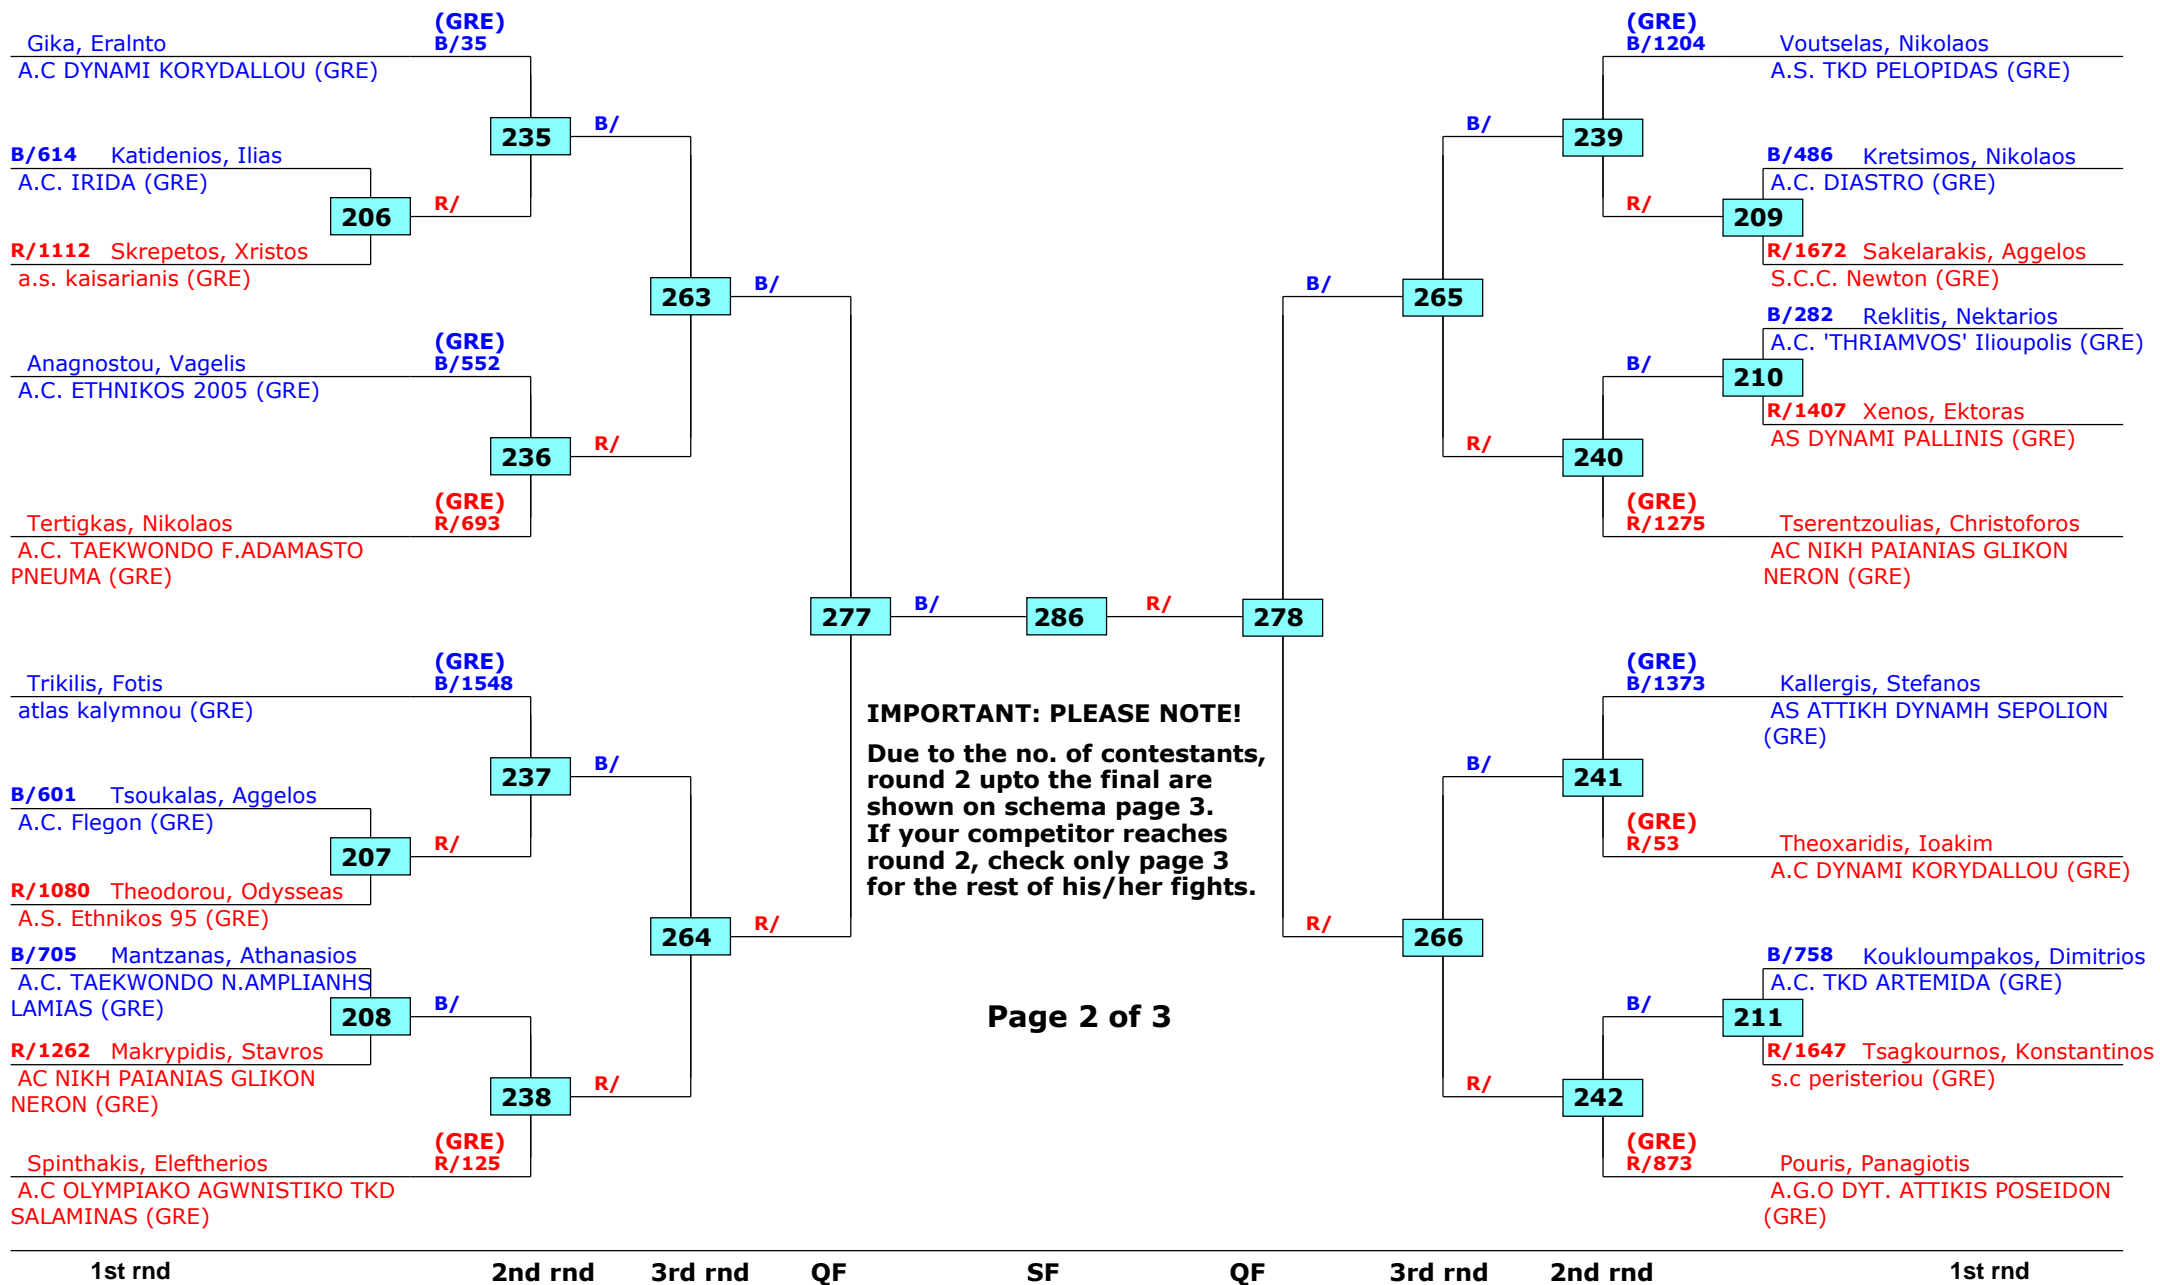 (GRE)
Gika, Eralnto B/35
A.C DYNAMI KORYDALLOU (GRE)
235
B/
B/614 Katidenios, Ilias
A.C. IRIDA (GRE)
206
R/
R/1112 Skrepetos, Xristos
a.s. kaisarianis (GRE)
263
B/
(GRE)
Anagnostou, Vagelis B/552
A.C. ETHNIKOS 2005 (GRE)
236
R/
(GRE)
Tertigkas, Nikolaos R/693
A.C. TAEKWONDO F.ADAMASTO
PNEUMA (GRE)
277
B/
286
R/
278
(GRE)
Trikilis, Fotis B/1548
atlas kalymnou (GRE)
237
B/
B/601 Tsoukalas, Aggelos
A.C. Flegon (GRE)
207
R/
R/1080 Theodorou, Odysseas
A.S. Ethnikos 95 (GRE)
264
R/
B/705 Mantzanas, Athanasios
A.C. TAEKWONDO N.AMPLIANHS
LAMIAS (GRE)
208
B/
R/1262 Makrypidis, Stavros
AC NIKH PAIANIAS GLIKON
NERON (GRE)
238
R/
(GRE)
Spinthakis, Eleftherios R/125
A.C OLYMPIAKO AGWNISTIKO TKD
SALAMINAS (GRE)
IMPORTANT: PLEASE NOTE!
Due to the no. of contestants,
round 2 upto the final are
shown on schema page 3.
If your competitor reaches
round 2, check only page 3
for the rest of his/her fights.
Page 2 of 3
(GRE)
B/1204 Voutselas, Nikolaos
A.S. TKD PELOPIDAS (GRE)
B/
239
B/486 Kretsimos, Nikolaos
A.C. DIASTRO (GRE)
R/
209
R/1672 Sakelarakis, Aggelos
S.C.C. Newton (GRE)
B/
265
B/282 Reklitis, Nektarios
A.C. 'THRIAMVOS' Ilioupolis (GRE)
B/
210
R/1407 Xenos, Ektoras
AS DYNAMI PALLINIS (GRE)
R/
240
(GRE)
R/1275 Tserentzoulias, Christoforos
AC NIKH PAIANIAS GLIKON
NERON (GRE)
(GRE)
B/1373 Kallergis, Stefanos
AS ATTIKH DYNAMH SEPOLION
(GRE)
B/
241
(GRE)
R/53 Theoxaridis, Ioakim
A.C DYNAMI KORYDALLOU (GRE)
R/
266
B/758 Koukloumpakos, Dimitrios
A.C. TKD ARTEMIDA (GRE)
B/
211
R/1647 Tsagkournos, Konstantinos
s.c peristeriou (GRE)
R/
242
(GRE)
R/873 Pouris, Panagiotis
A.G.O DYT. ATTIKIS POSEIDON
(GRE)
1st rnd 2nd rnd 3rd rnd QF SF QF 3rd rnd 2nd rnd 1st rnd